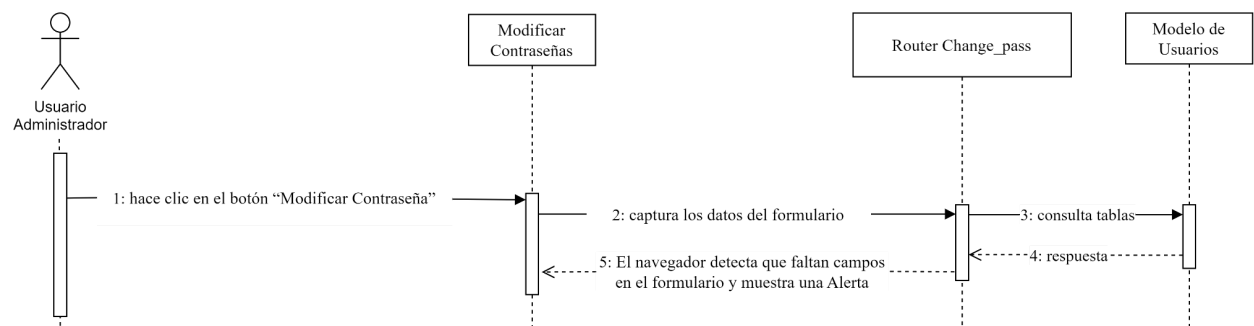 Modificar
Contraseñas
Router Change_pass
Modelo de
Usuarios
Usuario
Administrador
1: hace clic en el botón “Modificar Contraseña”
2: captura los datos del formulario
3: consulta tablas
4: respuesta
5: El navegador detecta que faltan campos
en el formulario y muestra una Alerta